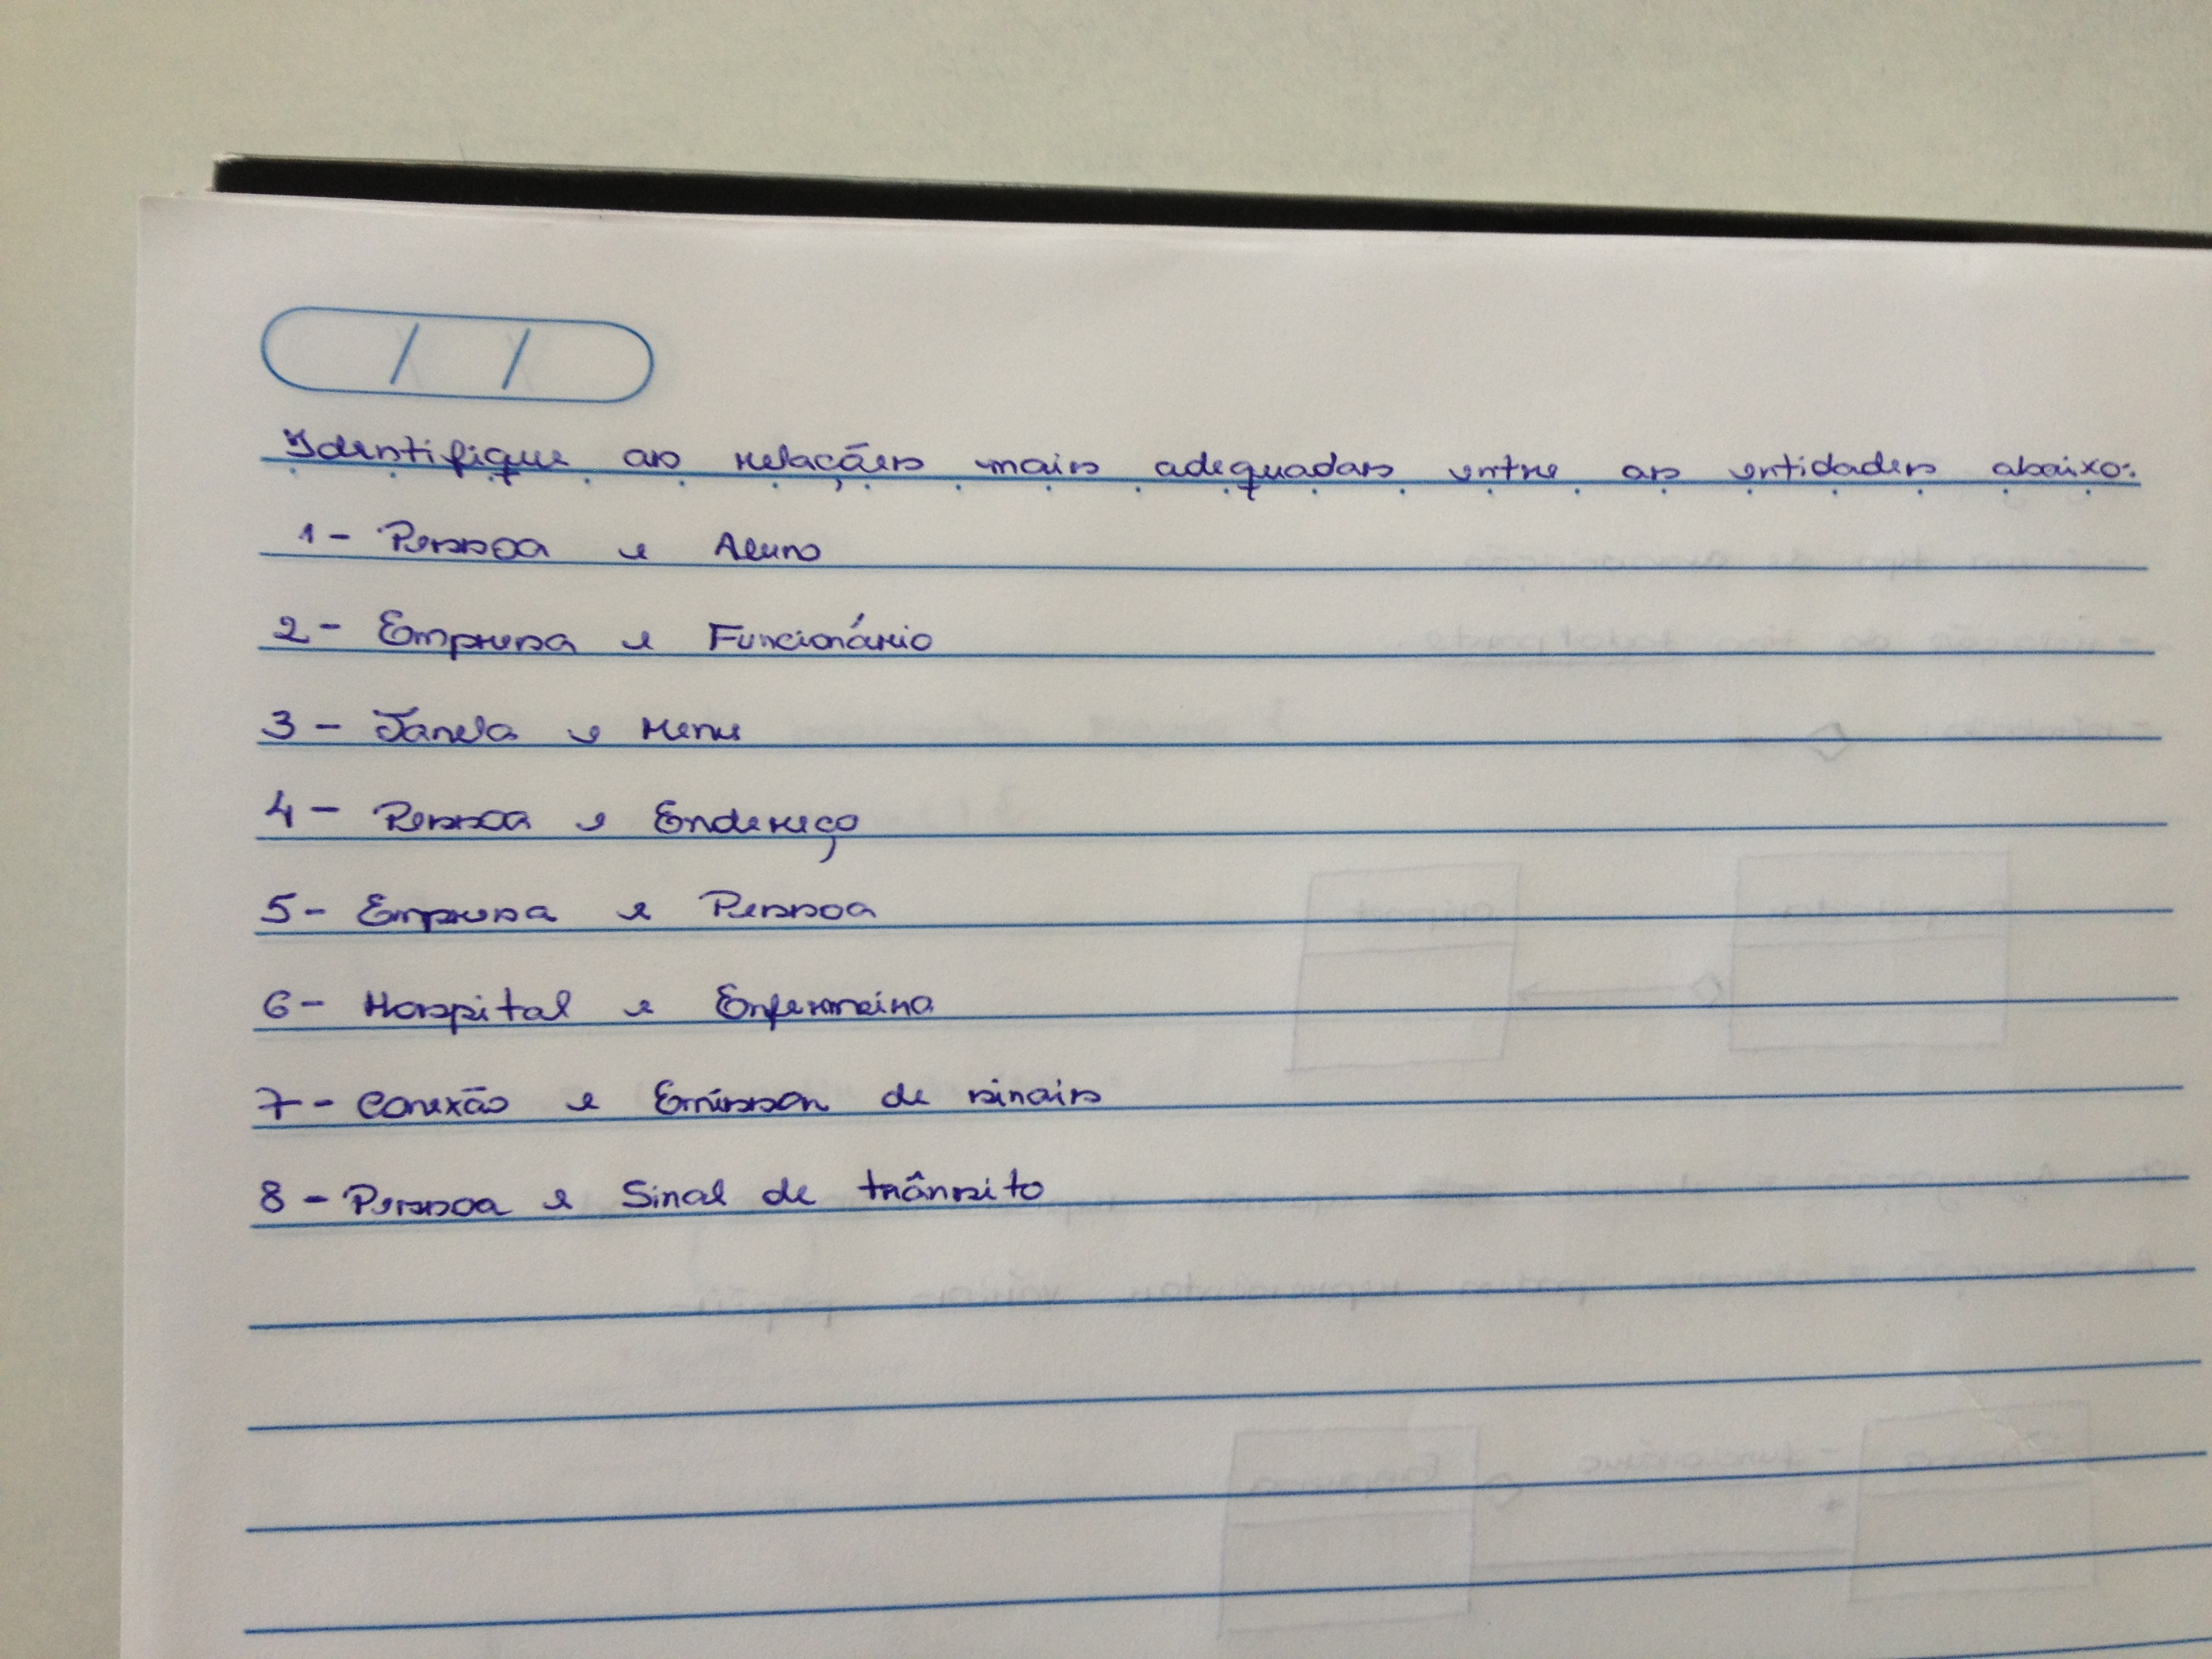 Identifique as relações mais adequadas entre as entidades abaixo:
1- Pessoa e Aluno
2- Empresa e Funcionário
3- Janela e Menu
4- Pessoa e Endereço
5- Empresa e Pessoa
6- Hospital e Enfermeira
7- Conexão e Emissor de sinais
8- Pessoa e Sinal de trânsito